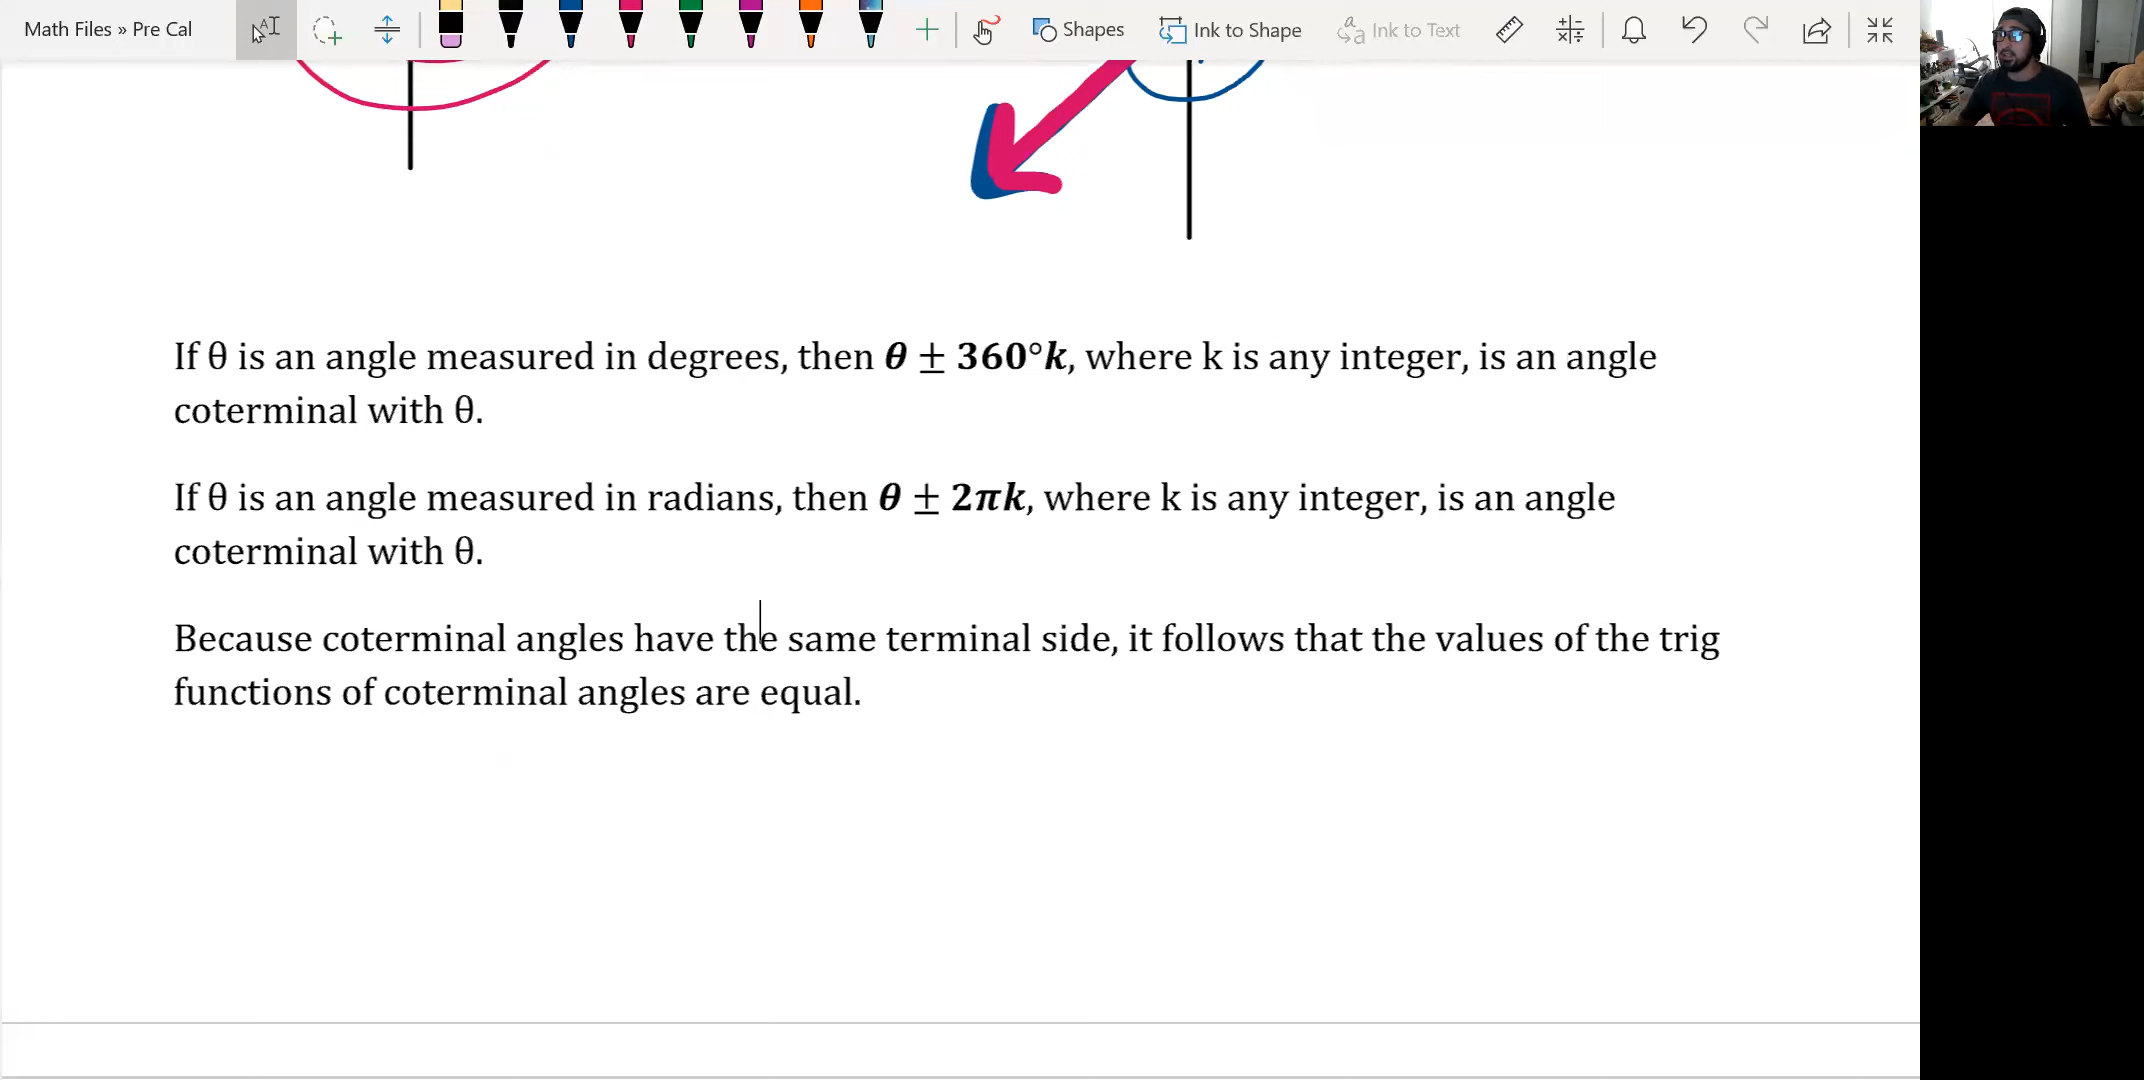 Math Files » Pre Cal
Shapes
Ink to Shape
Ink to Text
If θ is an angle measured in degrees, then θ ± 360°k, where k is any integer, is an angle
coterminal with θ.
If θ is an angle measured in radians, then θ ± 2πk, where k is any integer, is an angle
coterminal with θ.
Because coterminal angles have the same terminal side, it follows that the values of the trig
functions of coterminal angles are equal.